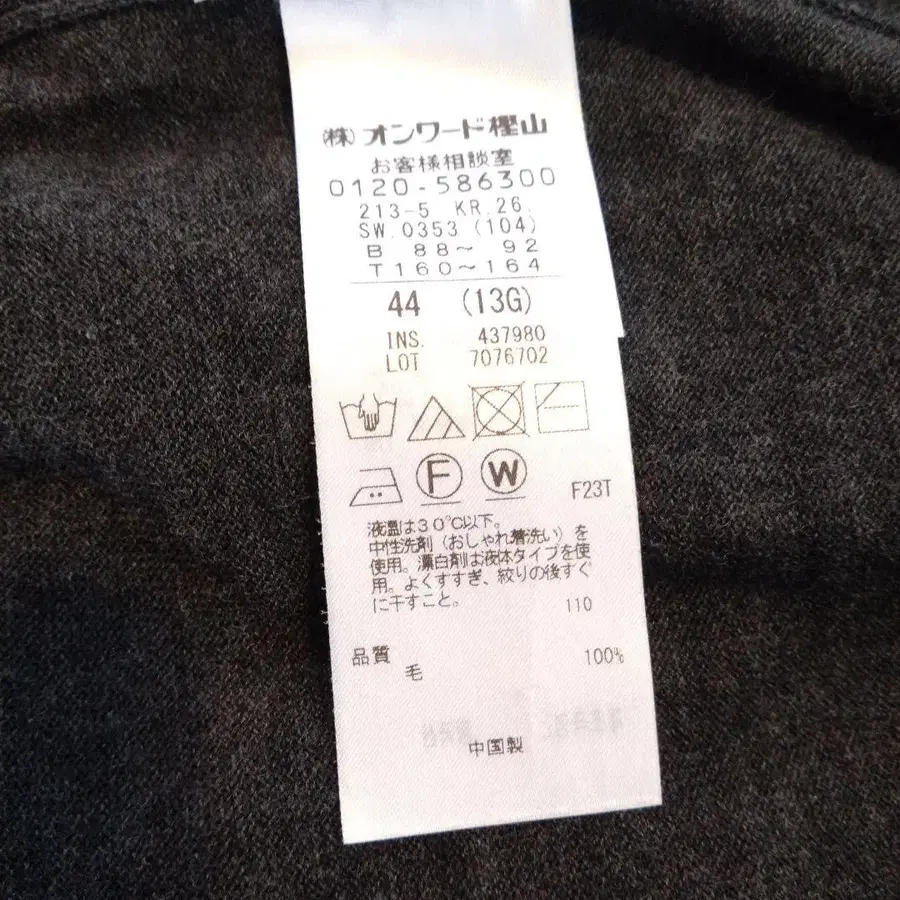 ㈱オンワード樫山
お客様相談室
0120-586300
213-5 KR.26.
SW.0353 (104)
B 88～ 92
T160～164
44 (13G)
INS. 437980
LOT 7076702
F
W
F23T
液温は30℃以下。
中性洗剤（おしゃれ着洗い）を
使用。漂白剤は液体タイプを使
用。よくすすぎ、絞りの後すぐ
に干すこと。
110
品質
毛 100%
中国製